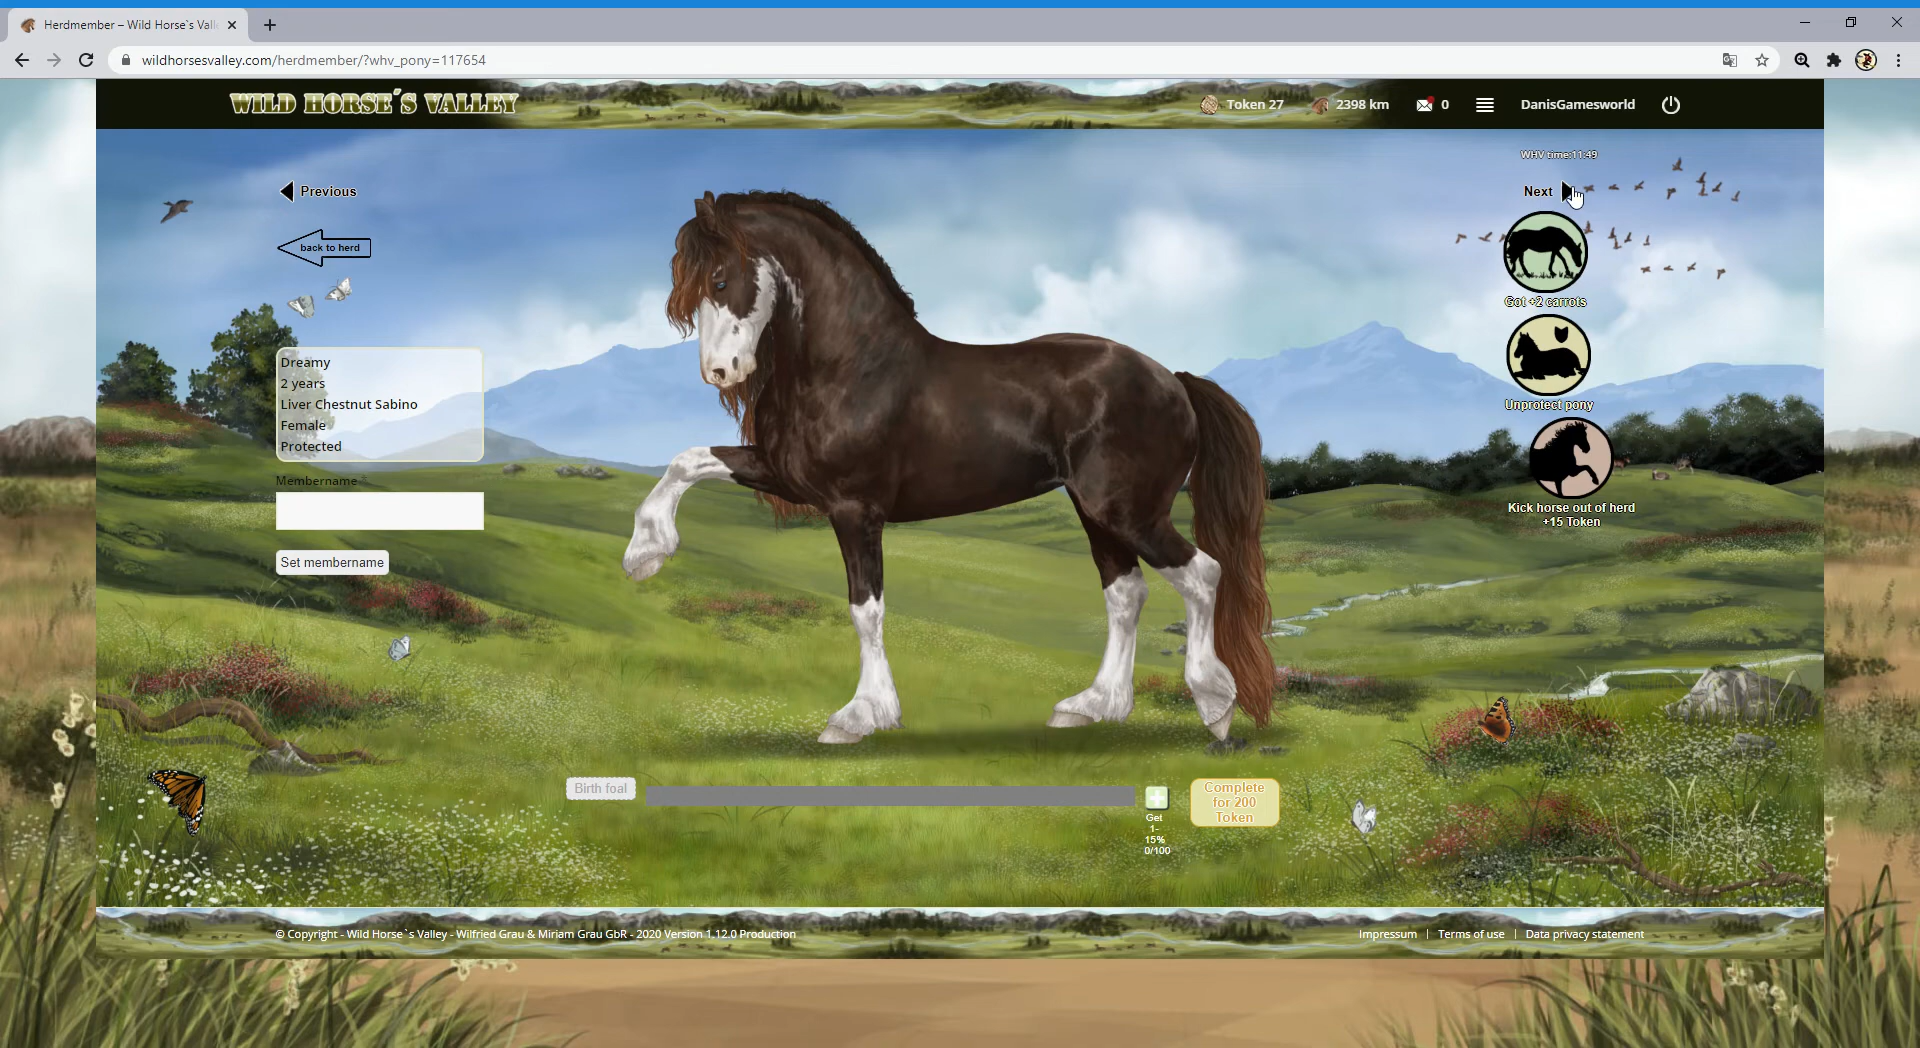 Herdmember – Wild Horse`s Vall
wildhorsesvalley.com/herdmember/?whv_pony=117654
WILD HORSE´S VALLEY
Token 27
2398 km
0
DanisGamesworld
WHV time:11:49
Previous
Next
back to herd
Got +2 carrots
Dreamy
2 years
Liver Chestnut Sabino
Female
Protected
Unprotect pony
Membername
Kick horse out of herd
+15 Token
Set membername
Birth foal
Get
1-
15%
0/100
Complete
for 200
Token
© Copyright - Wild Horse`s Valley - Wilfried Grau & Miriam Grau GbR - 2020 Version 1.12.0 Production
Impressum | Terms of use | Data privacy statement